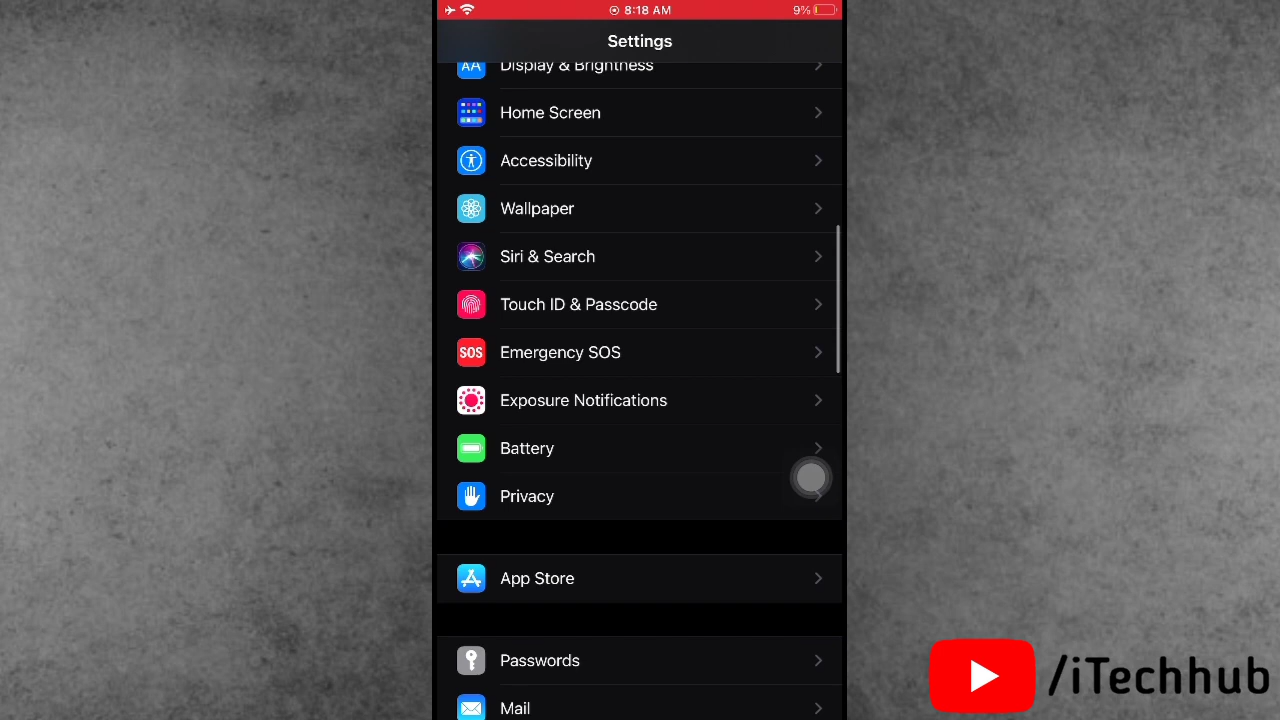 8:18 AM
9%
Settings
AA
Display & Brightness
Home Screen
Accessibility
Wallpaper
Siri & Search
Touch ID & Passcode
SOS
Emergency SOS
Exposure Notifications
Battery
Privacy
App Store
Passwords
Mail
/iTechhub